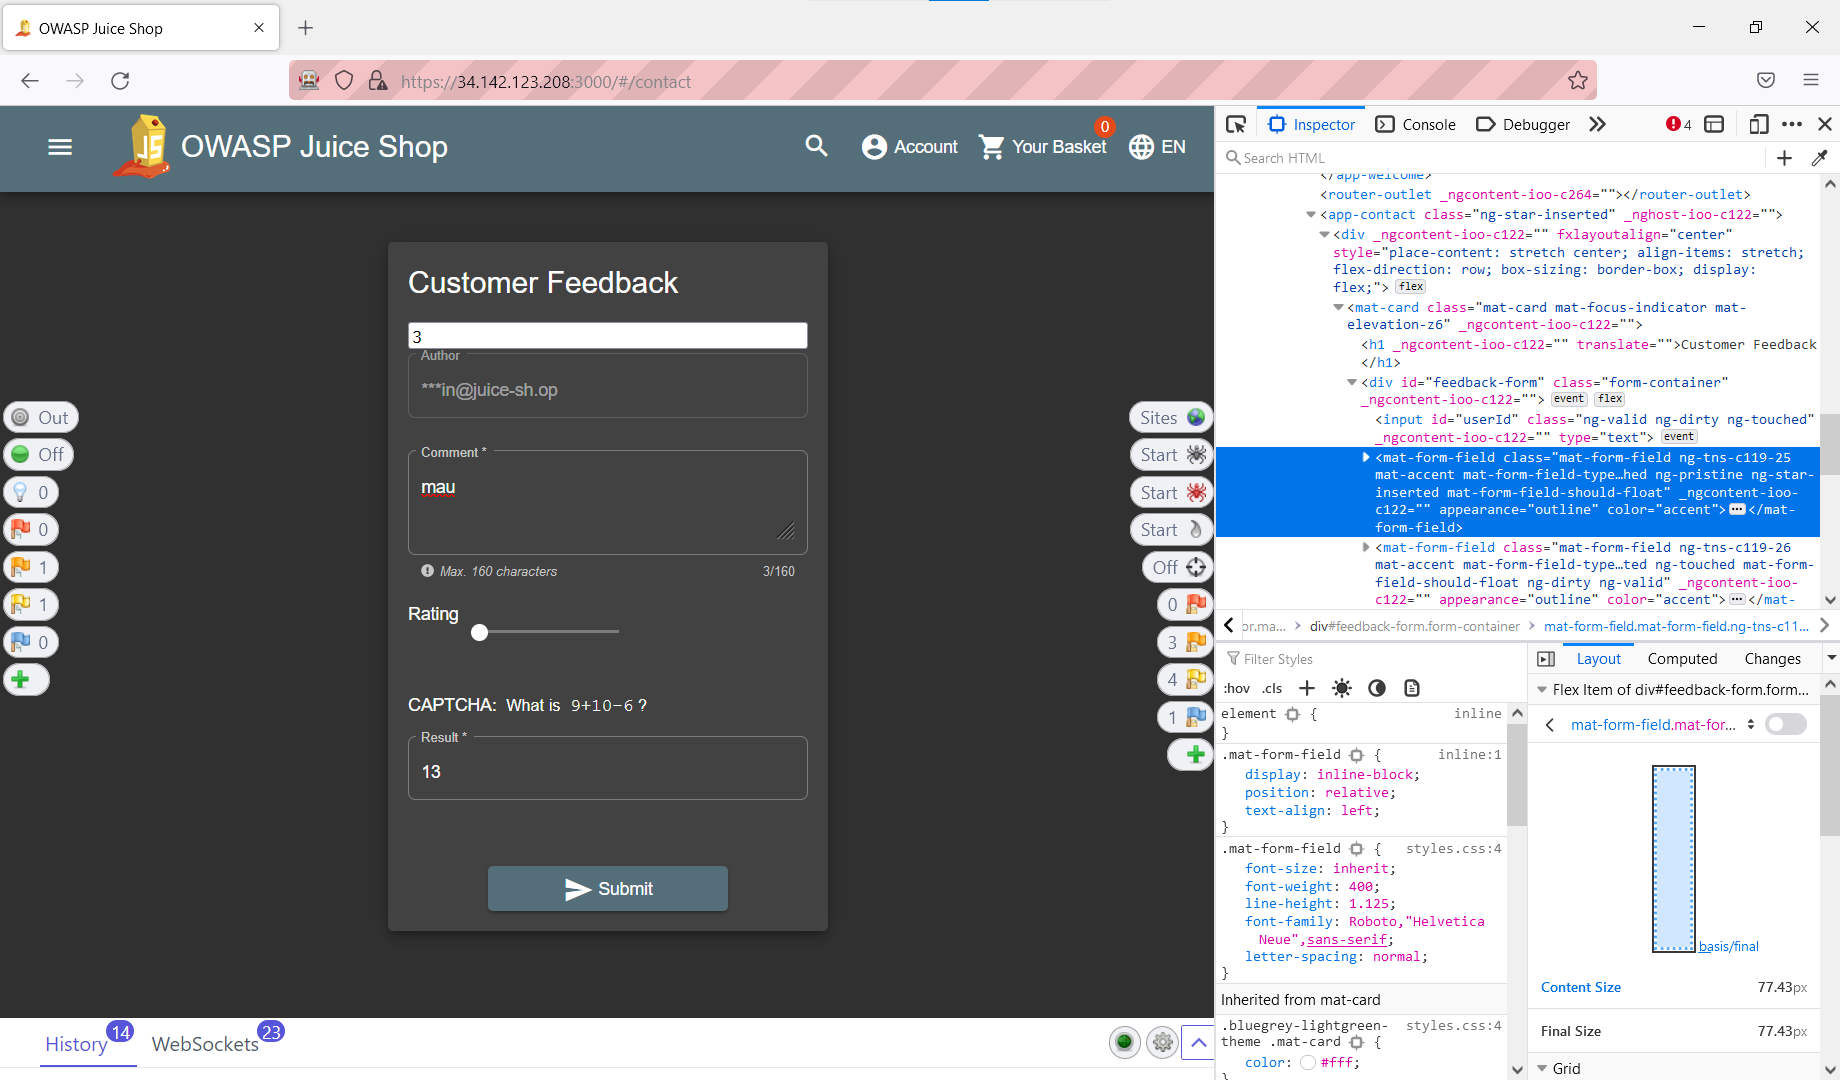 OWASP Juice Shop
https://34.142.123.208:3000/#/contact
OWASP Juice Shop
Account
0
Your Basket
EN
Customer Feedback
3
Author
***in@juice-sh.op
Comment *
mau
Max. 160 characters
3/160
Rating
CAPTCHA: What is 9+10-6 ?
Result *
13
Submit
Out
Off
0
0
1
1
0
Sites
Start
Start
Start
Off
0
3
4
1
History 14
WebSockets 23
Inspector
Console
Debugger
4
Search HTML
</app-welcome>
<router-outlet _ngcontent-ioo-c264=""></router-outlet>
<app-contact class="ng-star-inserted" _nghost-ioo-c122="">
<div _ngcontent-ioo-c122="" fxlayoutalign="center"
style="place-content: stretch center; align-items: stretch;
flex-direction: row; box-sizing: border-box; display:
flex;"> flex
<mat-card class="mat-card mat-focus-indicator mat-
elevation-z6" _ngcontent-ioo-c122="">
<h1 _ngcontent-ioo-c122="" translate="">Customer Feedback
</h1>
<div id="feedback-form" class="form-container"
_ngcontent-ioo-c122=""> event flex
<input id="userId" class="ng-valid ng-dirty ng-touched"
_ngcontent-ioo-c122="" type="text"> event
<mat-form-field class="mat-form-field ng-tns-c119-25
mat-accent mat-form-field-type…hed ng-pristine ng-star-
inserted mat-form-field-should-float" _ngcontent-ioo-
c122="" appearance="outline" color="accent">…</mat-
form-field>
<mat-form-field class="mat-form-field ng-tns-c119-26
mat-accent mat-form-field-type…ted ng-touched mat-form-
field-should-float ng-dirty ng-valid" _ngcontent-ioo-
c122="" appearance="outline" color="accent">…</mat-
or.ma… > div#feedback-form.form-container > mat-form-field.mat-form-field.ng-tns-c11…
Filter Styles
:hov .cls
element { inline
}
.mat-form-field { inline:1
display: inline-block;
position: relative;
text-align: left;
}
.mat-form-field { styles.css:4
font-size: inherit;
font-weight: 400;
line-height: 1.125;
font-family: Roboto,"Helvetica
Neue",sans-serif;
letter-spacing: normal;
}
Inherited from mat-card
.bluegrey-lightgreen- styles.css:4
theme .mat-card {
color: #fff;
}
Layout
Computed
Changes
Flex Item of div#feedback-form.form…
mat-form-field.mat-for…
basis/final
Content Size 77.43px
Final Size 77.43px
Grid